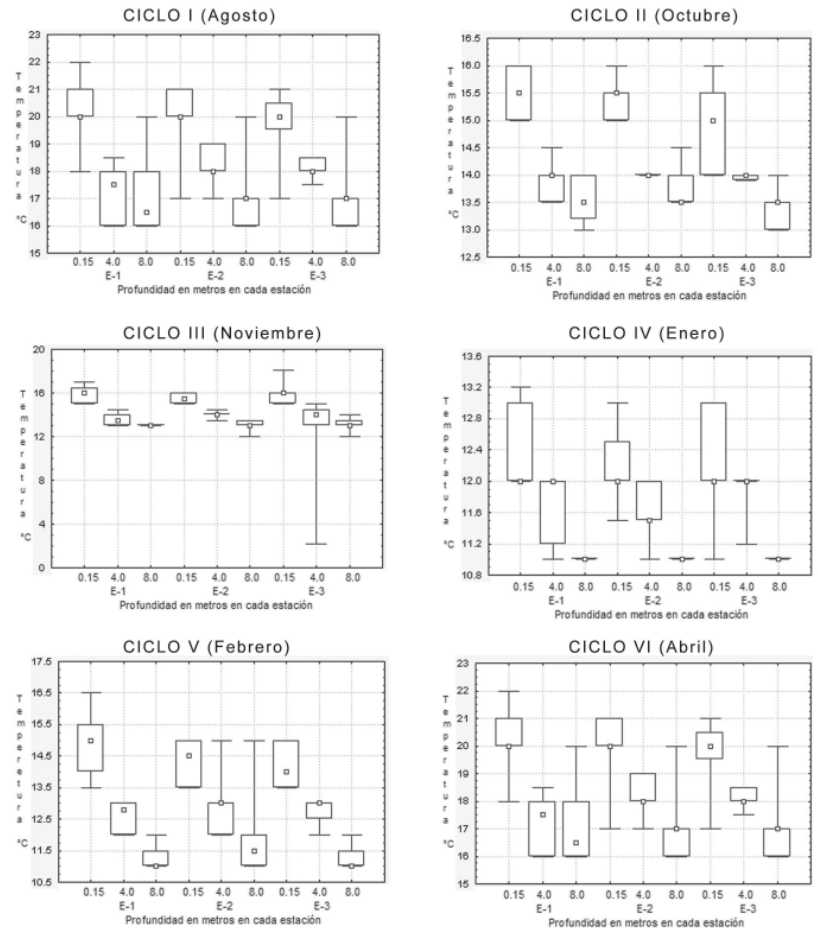 CICLO I (Agosto)
Temperatura °C
23
22
21
20
19
18
17
16
15
0.15 4.0 8.0 0.15 4.0 8.0 0.15 4.0 8.0
E-1 E-2 E-3
Profundidad en metros en cada estación
CICLO II (Octubre)
Temperatura °C
16.5
16.0
15.5
15.0
14.5
14.0
13.5
13.0
12.5
0.15 4.0 8.0 0.15 4.0 8.0 0.15 4.0 8.0
E-1 E-2 E-3
Profundidad en metros en cada estación
CICLO III (Noviembre)
Temperatura °C
20
16
12
8
4
0
0.15 4.0 8.0 0.15 4.0 8.0 0.15 4.0 8.0
E-1 E-2 E-3
Profundidad en metros en cada estación
CICLO IV (Enero)
Temperatura °C
13.6
13.2
12.8
12.4
12.0
11.6
11.2
10.8
0.15 4.0 8.0 0.15 4.0 8.0 0.15 4.0 8.0
E-1 E-2 E-3
Profundidad en metros en cada estación
CICLO V (Febrero)
Temperetura °C
17.5
16.5
15.5
14.5
13.5
12.5
11.5
10.5
0.15 4.0 8.0 0.15 4.0 8.0 0.15 4.0 8.0
E-1 E-2 E-3
Profundidad en metros en cada estación
CICLO VI (Abril)
Temperatura °C
23
22
21
20
19
18
17
16
15
0.15 4.0 8.0 0.15 4.0 8.0 0.15 4.0 8.0
E-1 E-2 E-3
Profundidad en metros en cada estación